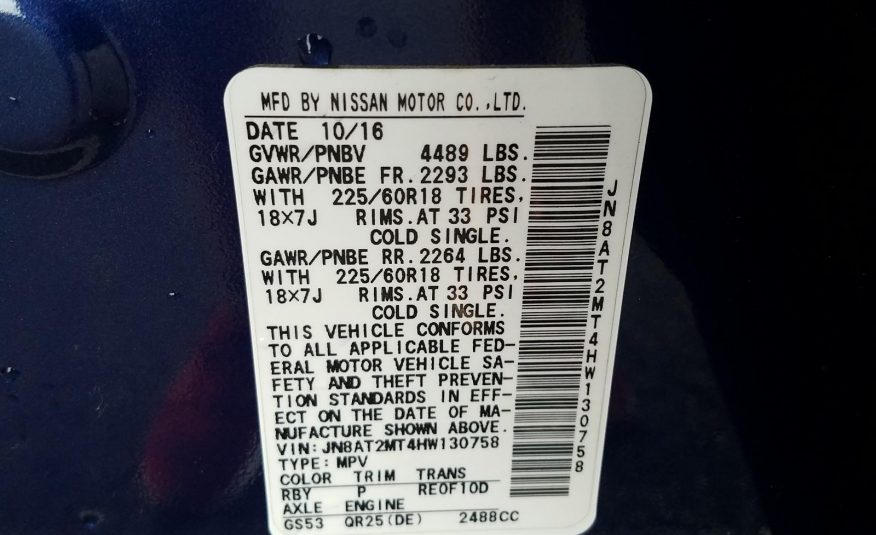 MFD BY NISSAN MOTOR CO.,LTD.
DATE 10/16
GVWR/PNBV 4489 LBS.
GAWR/PNBE FR.2293 LBS.
WITH 225/60R18 TIRES,
18×7J RIMS.AT 33 PSI
COLD SINGLE.
GAWR/PNBE RR.2264 LBS.
WITH 225/60R18 TIRES,
18×7J RIMS.AT 33 PSI
COLD SINGLE.
THIS VEHICLE CONFORMS
TO ALL APPLICABLE FED-
ERAL MOTOR VEHICLE SA-
FETY AND THEFT PREVEN-
TION STANDARDS IN EFF-
ECT ON THE DATE OF MA-
NUFACTURE SHOWN ABOVE.
VIN:JN8AT2MT4HW130758
TYPE:MPV
COLOR TRIM TRANS
RBY P RE0F10D
AXLE ENGINE
GS53 QR25(DE) 2488CC
JN8AT2MT4HW130758